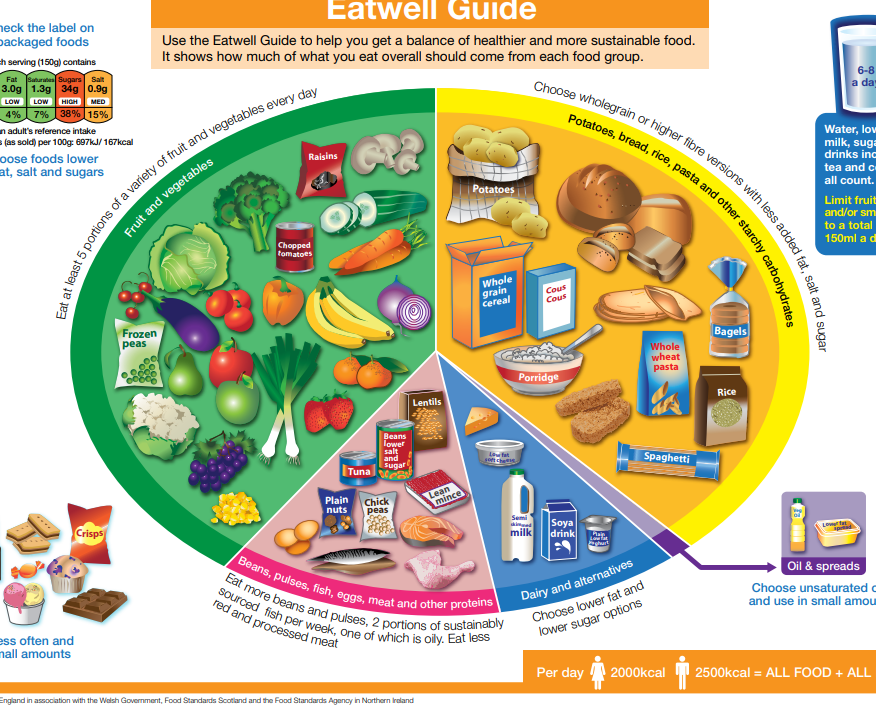 Eatwell Guide
Use the Eatwell Guide to help you get a balance of healthier and more sustainable food.
It shows how much of what you eat overall should come from each food group.
heck the label on
packaged foods
ch serving (150g) contains
Fat Saturates Sugars Salt
3.0g 1.3g 34g 0.9g
LOW LOW HIGH MED
4% 7% 38% 15%
an adult's reference intake
s (as sold) per 100g: 697kJ/ 167kcal
oose foods lower
at, salt and sugars
6-8
a day
Water, low
milk, suga
drinks inc
tea and co
all count.
Limit fruit
and/or sm
to a total
150ml a d
Eat at least 5 portions of a variety of fruit and vegetables every day
Fruit and vegetables
Raisins
Chopped
tomatoes
Frozen
peas
Choose wholegrain or higher fibre versions with less added fat, salt and sugar
Potatoes, bread, rice, pasta and other starchy carbohydrates
Potatoes
Whole
grain
cereal
Cous
Cous
Bagels
Porridge
Whole
wheat
pasta
Rice
Spaghetti
Lentils
Beans
lower
salt
and
sugar
Tuna
Lean
mince
Plain
nuts
Chick
peas
Low fat
soft cheese
Semi
skimmed
milk
Soya
drink
Plain
Low fat
yoghurt
Beans, pulses, fish, eggs, meat and other proteins
Eat more beans and pulses, 2 portions of sustainably
sourced fish per week, one of which is oily. Eat less
red and processed meat
Dairy and alternatives
Choose lower fat and
lower sugar options
Veg
Oil
Lower fat
spread
Oil & spreads
Choose unsaturated o
and use in small amou
Crisps
ess often and
mall amounts
Per day 2000kcal 2500kcal = ALL FOOD + ALL
England in association with the Welsh Government, Food Standards Scotland and the Food Standards Agency in Northern Ireland